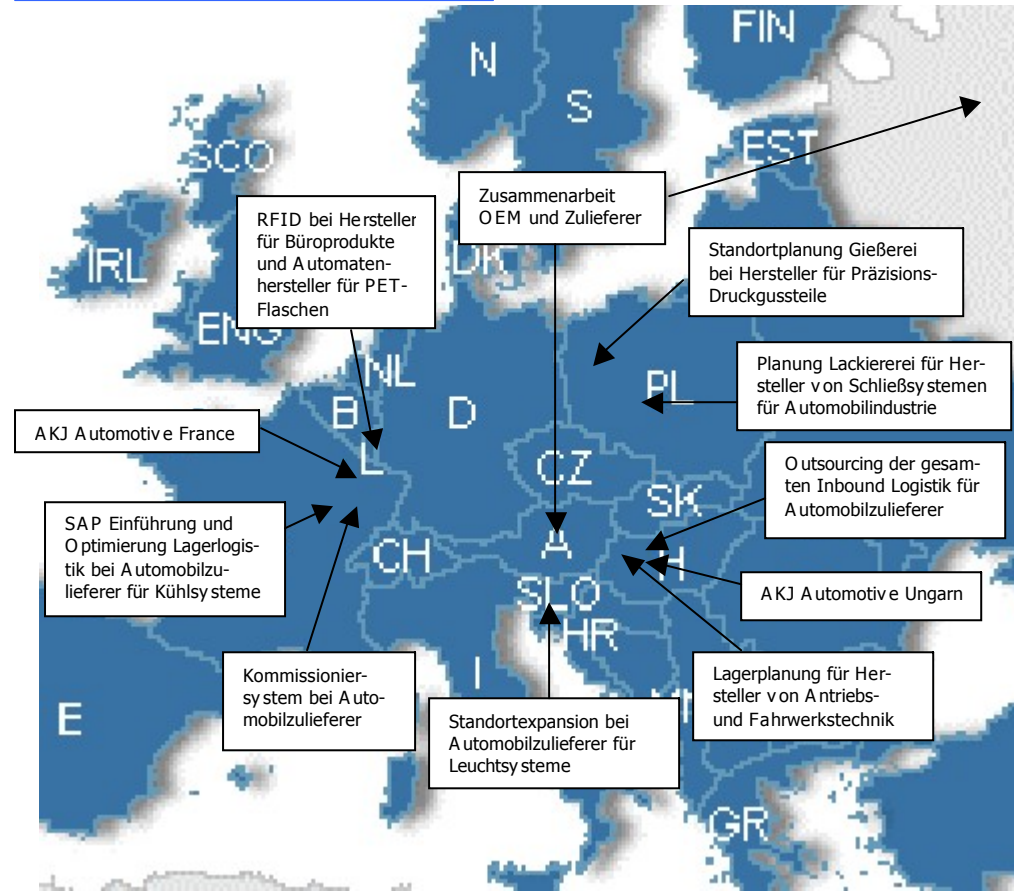 N
FIN
S
SCO
EST
Zusammenarbeit
OEM und Zulieferer
RFID bei Hersteller
für Büroprodukte
und Automaten-
hersteller für PET-
Flaschen
IRL
DK
Standortplanung Gießerei
bei Hersteller für Präzisions-
Druckgussteile
ENG
NL
B
D
PL
Planung Lackiererei für Her-
steller von Schließsystemen
für Automobilindustrie
AKJ Automotive France
L
CZ
SK
Outsourcing der gesam-
ten Inbound Logistik für
Automobilzulieferer
SAP Einführung und
Optimierung Lagerlogis-
tik bei Automobilzu-
lieferer für Kühlsysteme
CH
A
H
SLO
HR
AKJ Automotive Ungarn
Kommissionier-
system bei Auto-
mobilzulieferer
I
Lagerplanung für Her-
steller von Antriebs-
und Fahrwerkstechnik
E
Standortexpansion bei
Automobilzulieferer für
Leuchtsysteme
GR